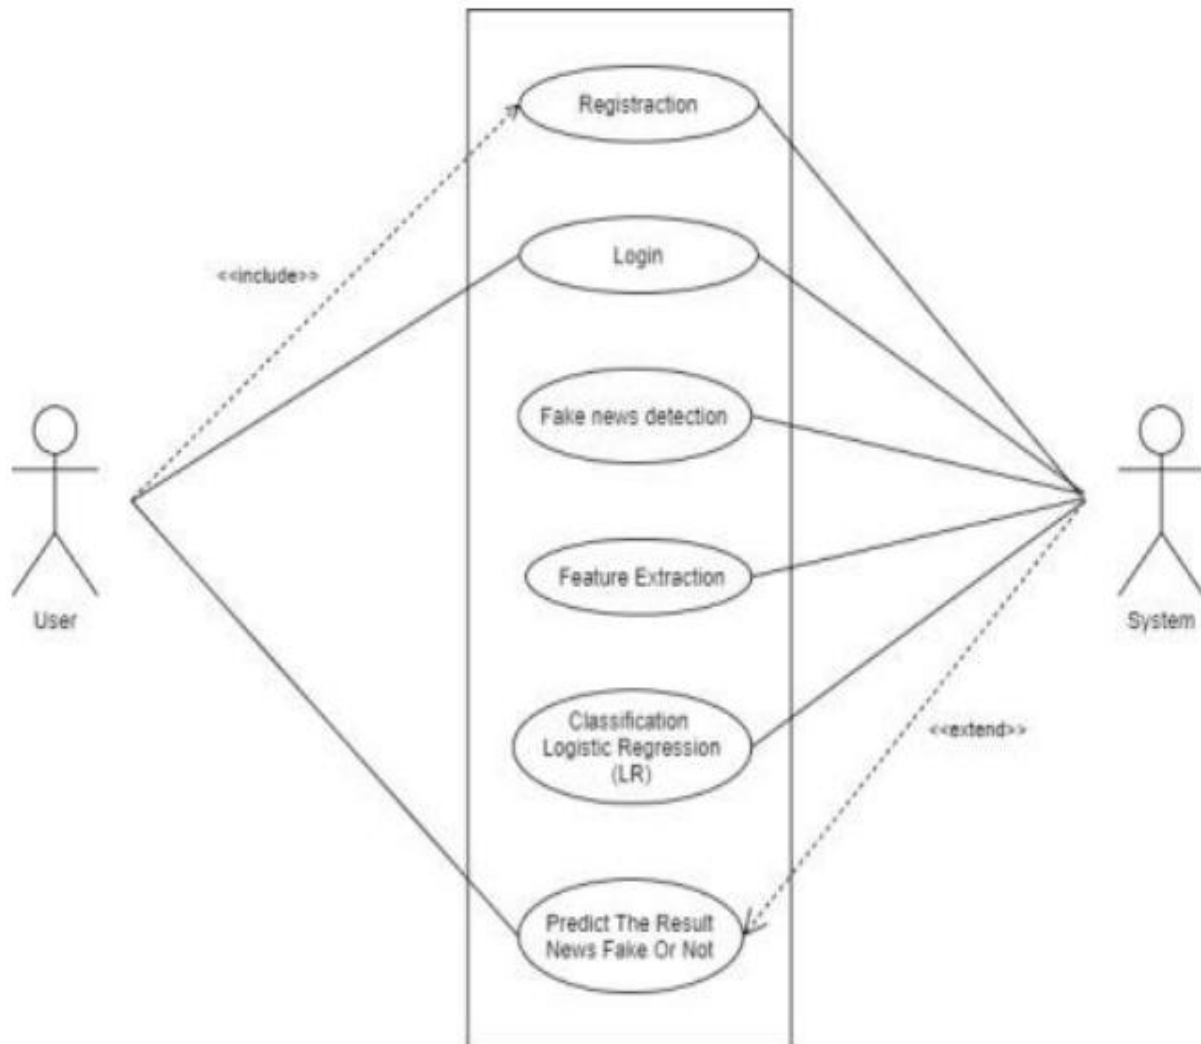 Registraction
Login
<<include>>
Fake news detection
Feature Extraction
User
System
Classification
Logistic Regression
(LR)
<<extend>>
Predict The Result
News Fake Or Not